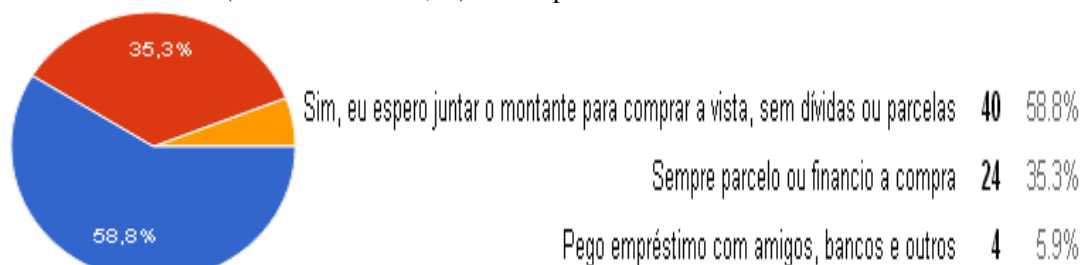 35,3%
58,8%
Sim, eu espero juntar o montante para comprar a vista, sem dívidas ou parcelas 40 58.8%
Sempre parcelo ou financio a compra 24 35.3%
Pego empréstimo com amigos, bancos e outros 4 5.9%